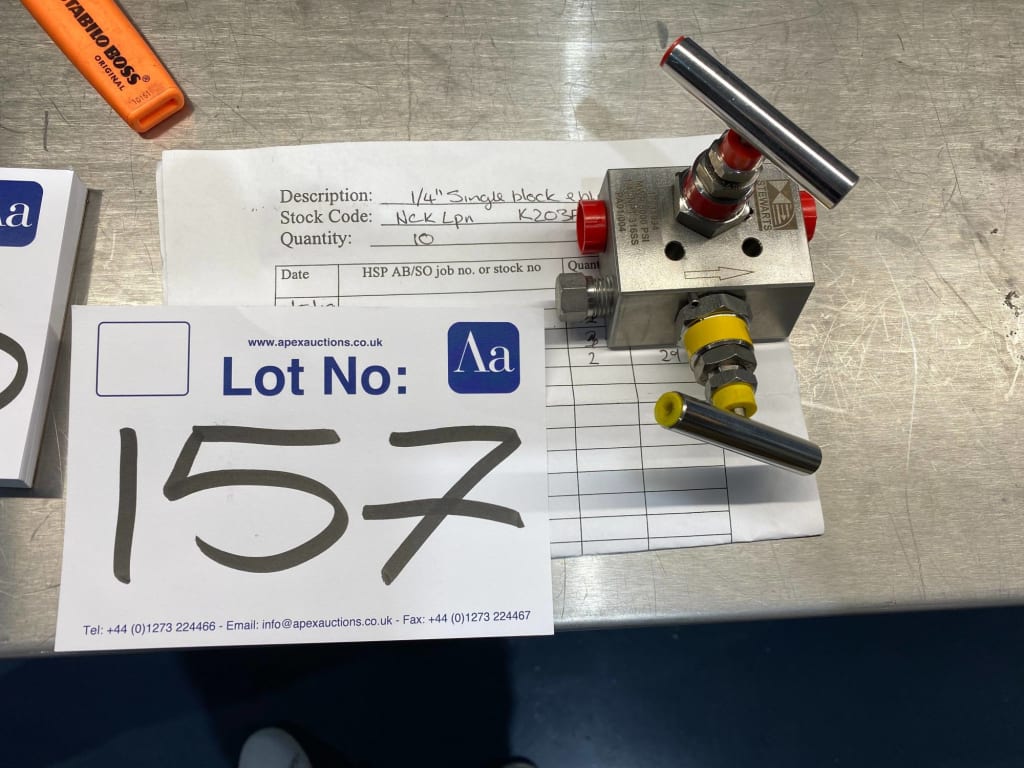 STABILO BOSS®
ORIGINAL
Aa
Description: 1/4" Single block &
Stock Code: Nck Lpn K203
Quantity: 10
Date HSP AB/SO job no. or stock no Quant
2 29
STEWARTS
PSI
316SS
www.apexauctions.co.uk
Lot No:
Aa
157
Tel: +44 (0)1273 224466 - Email: info@apexauctions.co.uk - Fax: +44 (0)1273 224467